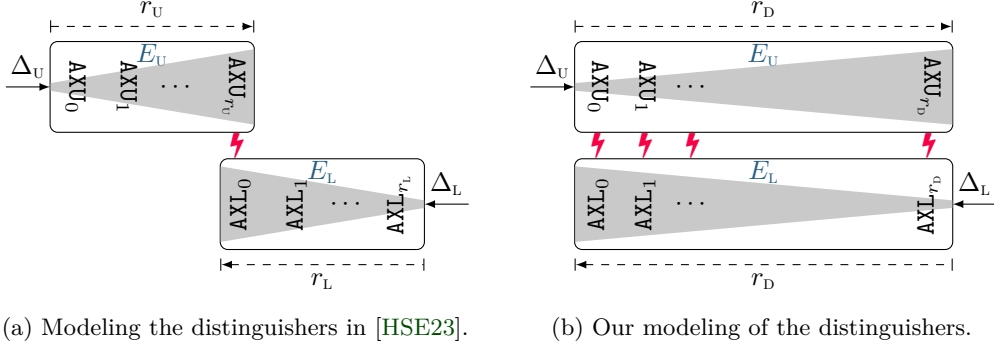 r_U
Δ_U
E_U
AXU_0 AXU_1 ··· AXU_{r_U}
E_L
AXL_0 AXL_1 ··· AXL_{r_L}
Δ_L
r_L
(a) Modeling the distinguishers in [HSE23].
r_D
Δ_U
E_U
AXU_0 AXU_1 ··· AXU_{r_D}
E_L
AXL_0 AXL_1 ··· AXL_{r_D}
Δ_L
r_D
(b) Our modeling of the distinguishers.